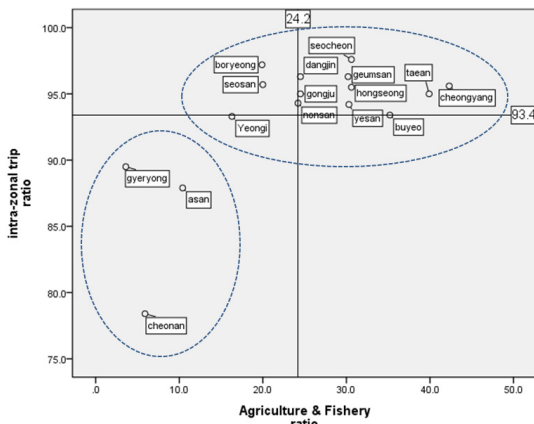 24.2
100.0
seocheon
boryeong
dangjin
geumsan
taean
seosan
hongseong
cheongyang
95.0
gongju
nonsan
yesan
buyeo
Yeongi
93.4
90.0
gyeryong
asan
85.0
80.0
cheonan
75.0
intra-zonal trip
ratio
.0 10.0 20.0 30.0 40.0 50.0
Agriculture & Fishery
ratio